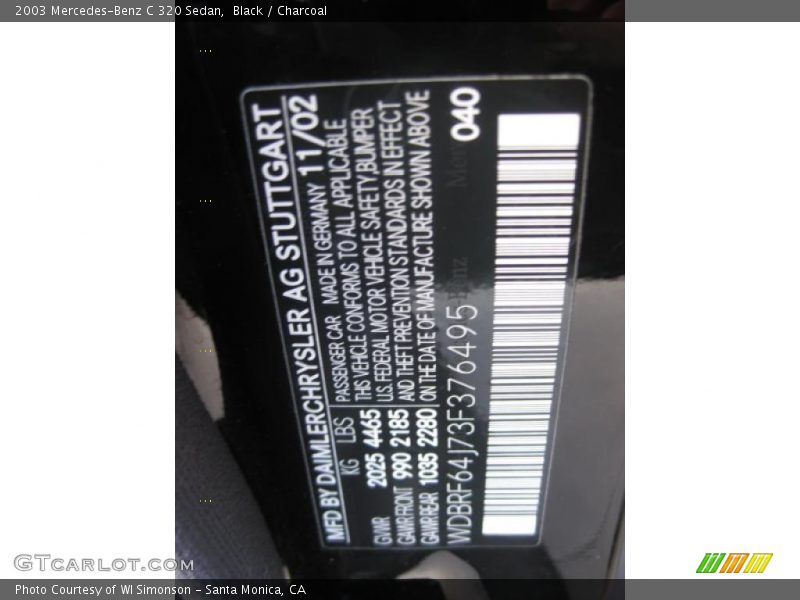 2003 Mercedes-Benz C 320 Sedan,  Black / Charcoal
MFD BY DAIMLERCHRYSLER AG STUTTGART
KG LBS PASSENGER CAR MADE IN GERMANY 11/02
THIS VEHICLE CONFORMS TO ALL APPLICABLE
GVWR 2025 4465 U.S. FEDERAL MOTOR VEHICLE SAFETY,BUMPER
GAWR FRONT 990 2185 AND THEFT PREVENTION STANDARDS IN EFFECT
GAWR REAR 1035 2280 ON THE DATE OF MANUFACTURE SHOWN ABOVE
WDBRF64J73F376495 040
GTCARLOT.COM
Photo Courtesy of WI Simonson - Santa Monica, CA